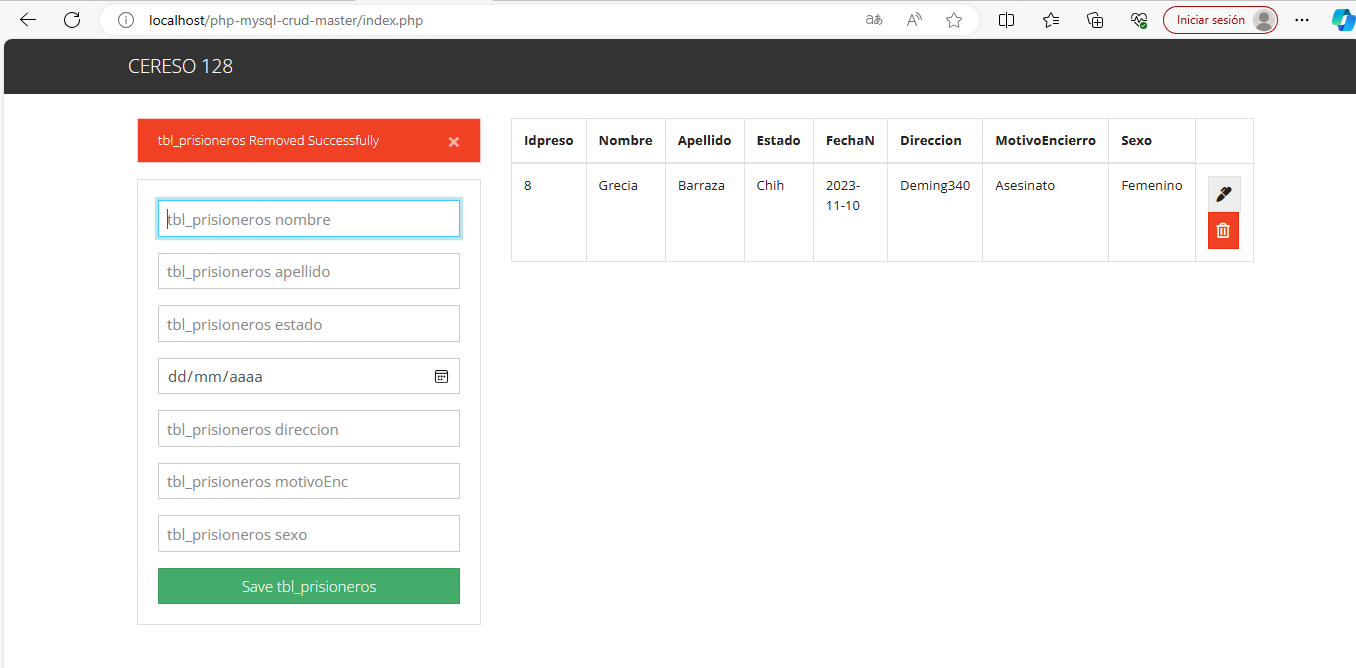 localhost/php-mysql-crud-master/index.php
aあ
A
Iniciar sesión
CERESO 128
tbl_prisioneros Removed Successfully
×
tbl_prisioneros nombre
tbl_prisioneros apellido
tbl_prisioneros estado
dd/mm/aaaa
tbl_prisioneros direccion
tbl_prisioneros motivoEnc
tbl_prisioneros sexo
Save tbl_prisioneros
Idpreso Nombre Apellido Estado FechaN Direccion MotivoEncierro Sexo
8 Grecia Barraza Chih 2023- Deming340 Asesinato Femenino
11-10